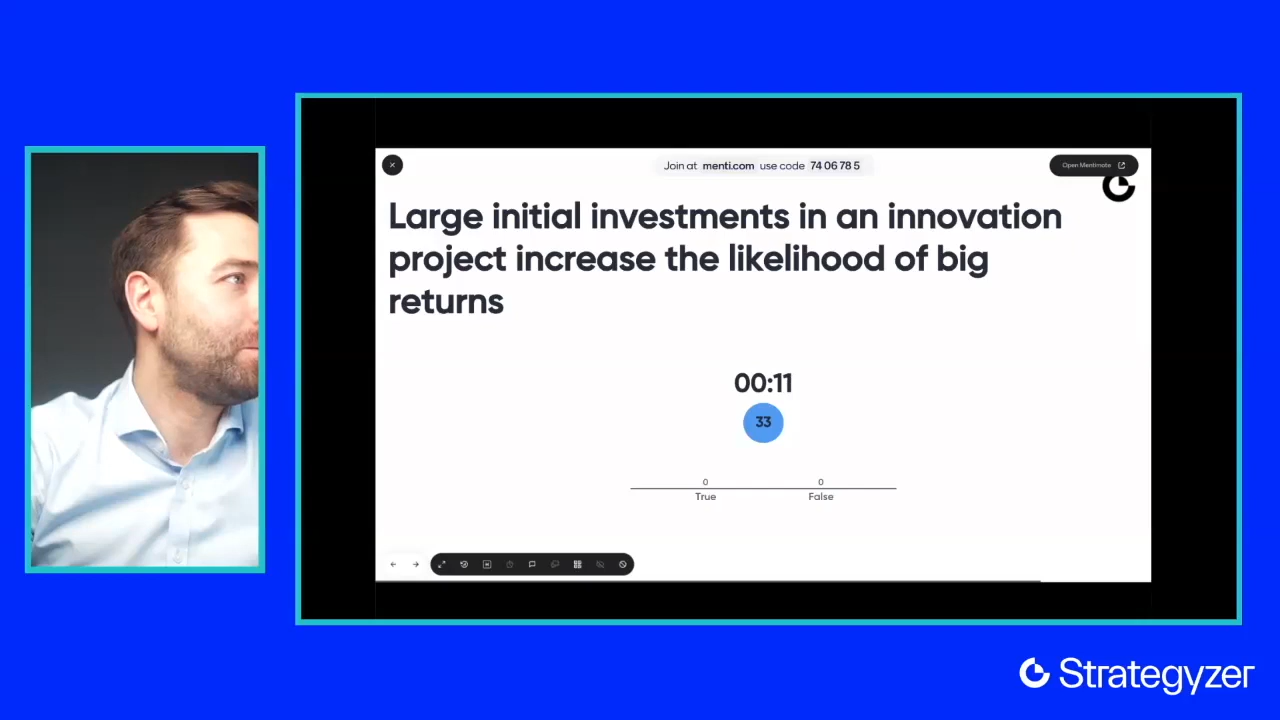 Join at menti.com use code 74 06 78 5
Open Mentimote
Large initial investments in an innovation
project increase the likelihood of big
returns
00:11
33
0 0
True False
Strategyzer